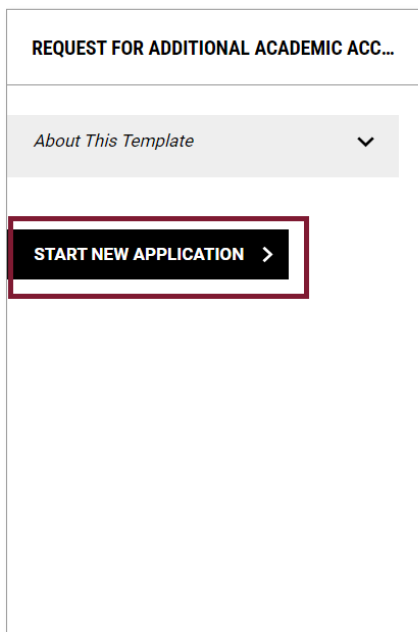 REQUEST FOR ADDITIONAL ACADEMIC ACC...
About This Template
START NEW APPLICATION